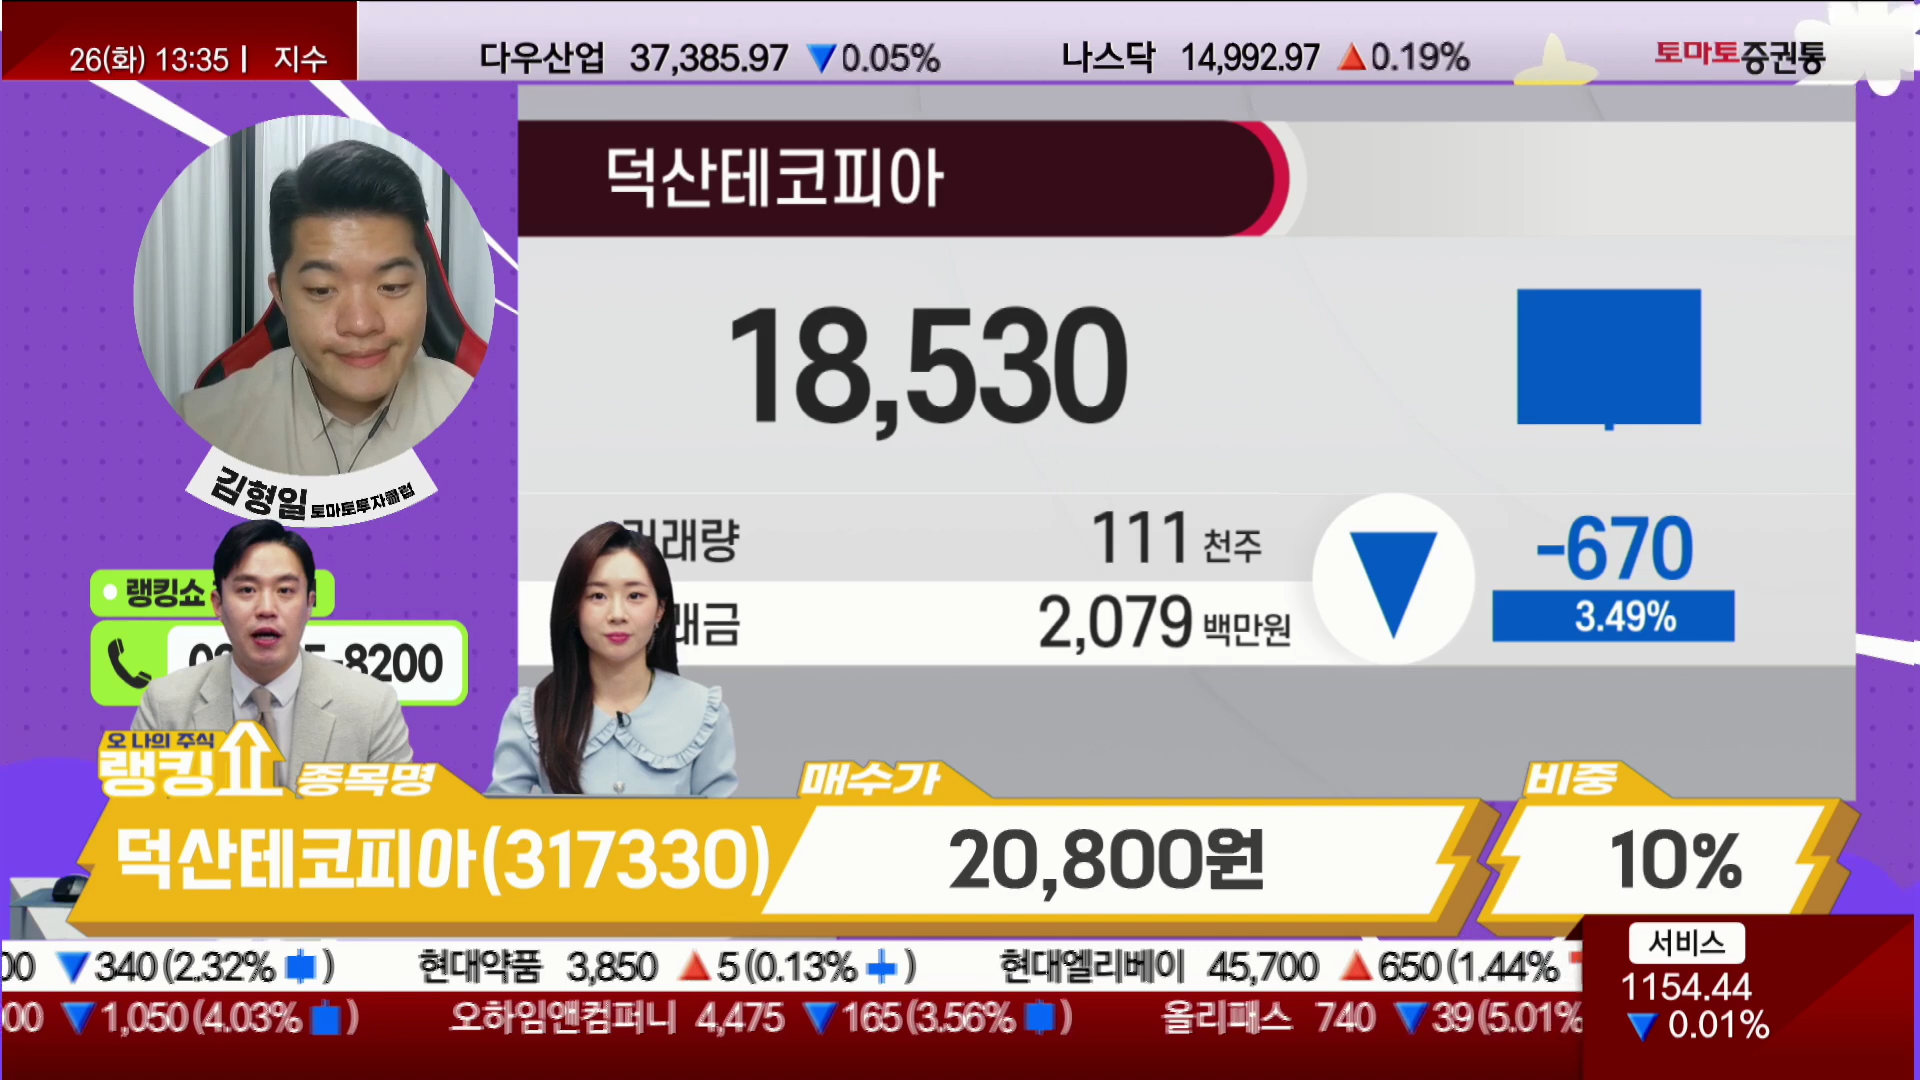 26(화) 13:35 | 지수
다우산업 37,385.97 ▼0.05%
나스닥 14,992.97 ▲0.19%
토마토증권통
덕산테코피아
18,530
111 천주
2,079 백만원
-670
3.49%
김형일 토마토투자클럽
랭킹쇼
-8200
오 나의 주식
랭킹쇼
종목명
매수가
비중
덕산테코피아(317330)
20,800원
10%
00 ▼340(2.32% )
현대약품 3,850 ▲5(0.13% )
현대엘리베이 45,700 ▲650(1.44%
00 ▼1,050(4.03% )
오하임앤컴퍼니 4,475 ▼165(3.56% )
올리패스 740 ▼39(5.01%
서비스
1154.44
▼0.01%